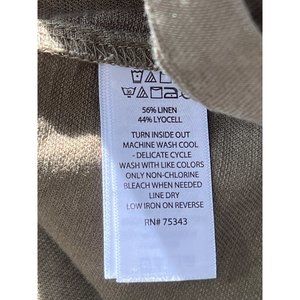 56% LINEN
44% LYOCELL
TURN INSIDE OUT
MACHINE WASH COOL
- DELICATE CYCLE
WASH WITH LIKE COLORS
ONLY NON-CHLORINE
BLEACH WHEN NEEDED
LINE DRY
LOW IRON ON REVERSE
RN# 75343